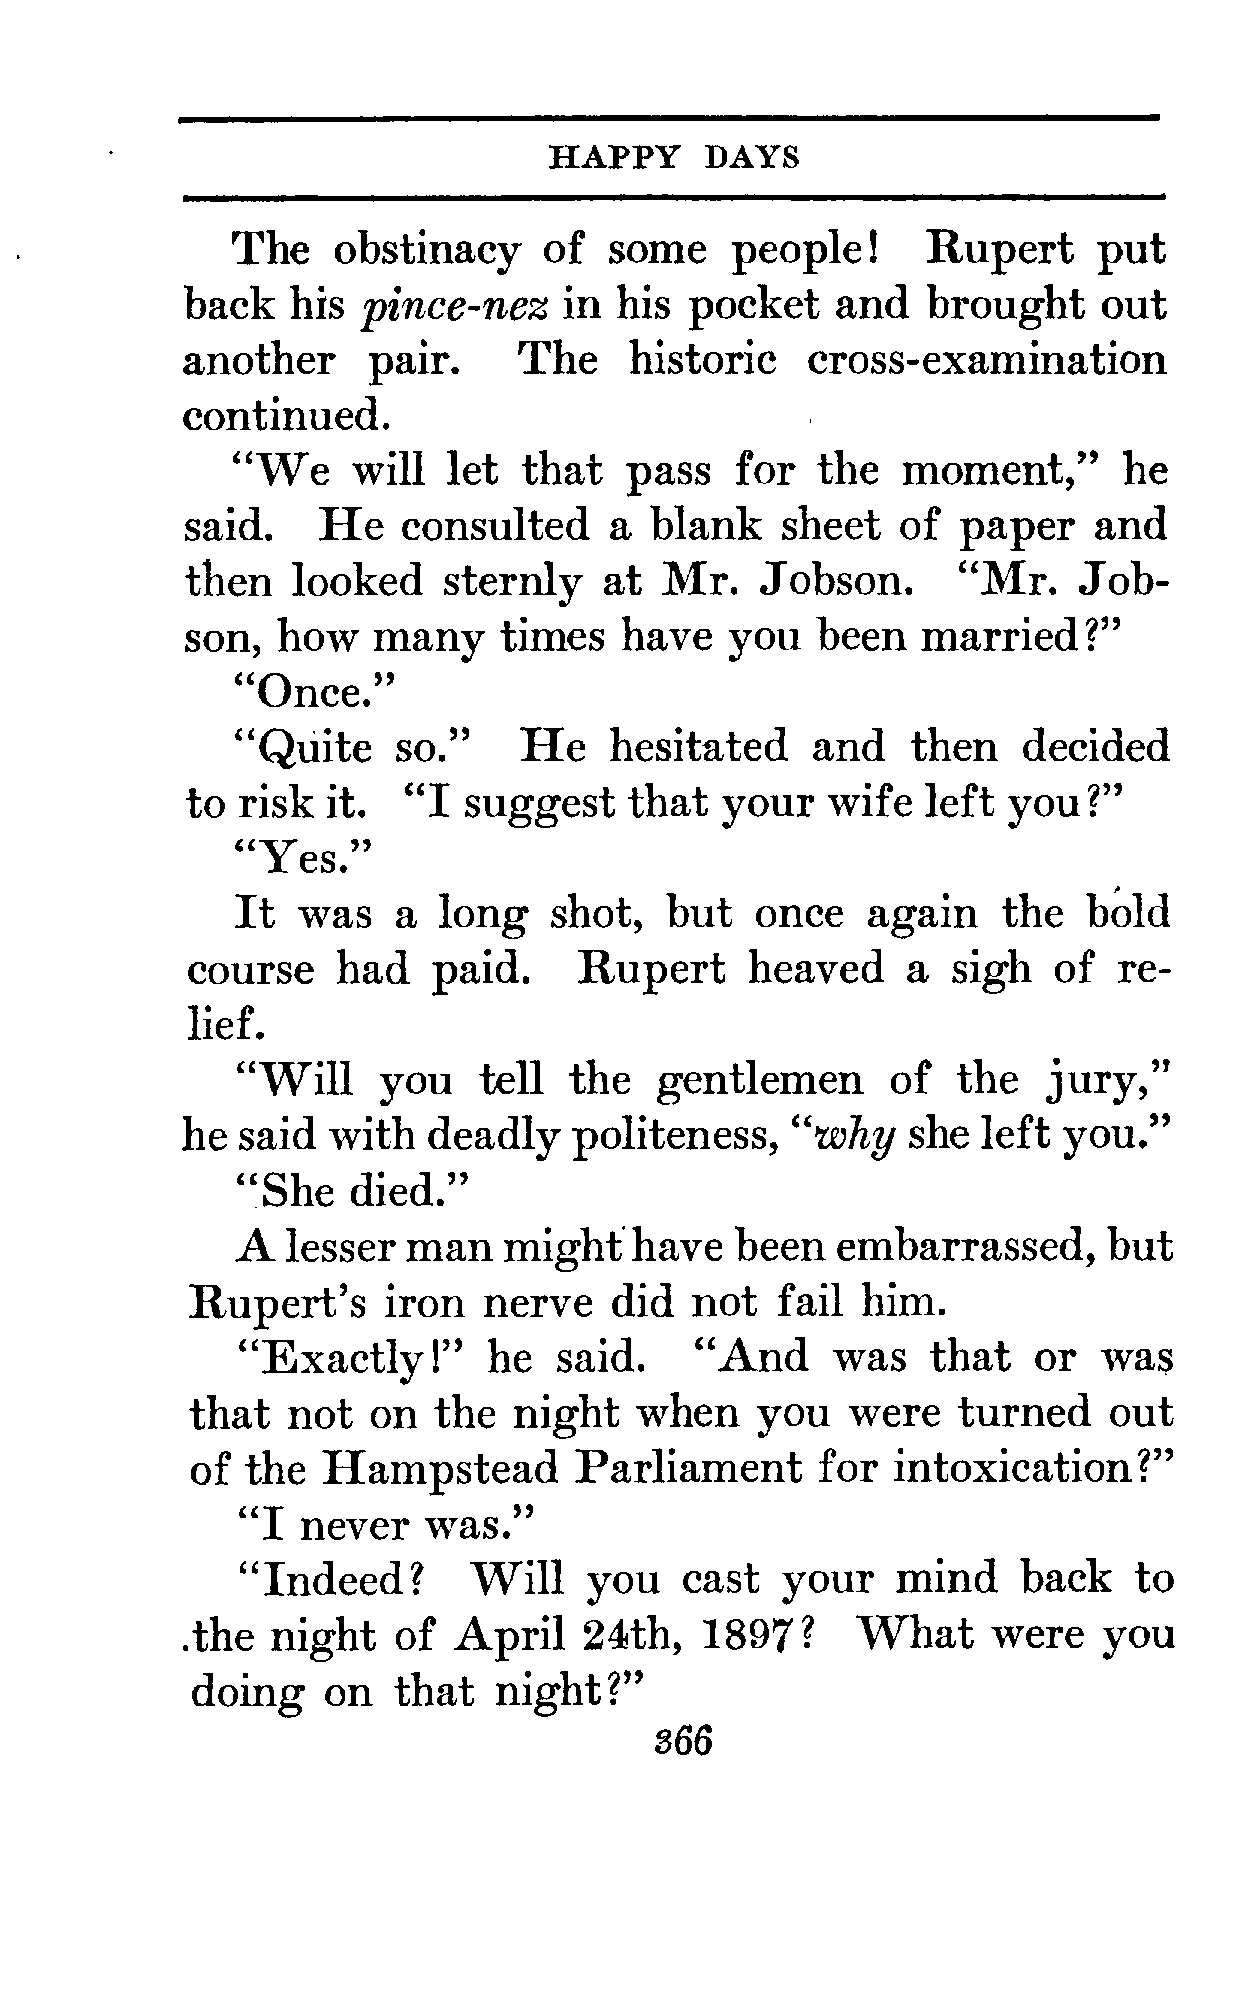 HAPPY DAYS
The obstinacy of some people! Rupert put
back his pince-nez in his pocket and brought out
another pair. The historic cross-examination
continued.
"We will let that pass for the moment," he
said. He consulted a blank sheet of paper and
then looked sternly at Mr. Jobson. "Mr. Job-
son, how many times have you been married?"
"Once."
"Quite so." He hesitated and then decided
to risk it. "I suggest that your wife left you?"
"Yes."
It was a long shot, but once again the bold
course had paid. Rupert heaved a sigh of re-
lief.
"Will you tell the gentlemen of the jury,"
he said with deadly politeness, "why she left you."
"She died."
A lesser man might have been embarrassed, but
Rupert's iron nerve did not fail him.
"Exactly!" he said. "And was that or was
that not on the night when you were turned out
of the Hampstead Parliament for intoxication?"
"I never was."
"Indeed? Will you cast your mind back to
the night of April 24th, 1897? What were you
doing on that night?"
366